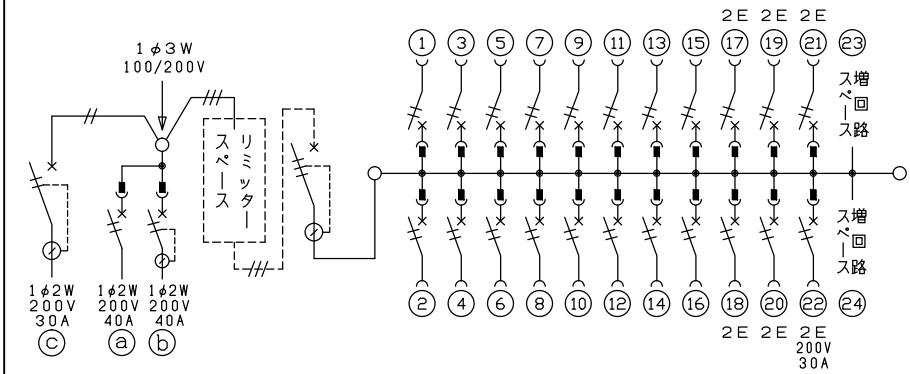 1φ3W
100/200V
リミッター
スペース
1φ2W
200V
30A
ⓒ
1φ2W
200V
40A
ⓐ
1φ2W
200V
40A
ⓑ
2E 2E 2E
① ③ ⑤ ⑦ ⑨ ⑪ ⑬ ⑮ ⑰ ⑲ ㉑ ㉓
増回路
スペース
増回路
スペース
② ④ ⑥ ⑧ ⑩ ⑫ ⑭ ⑯ ⑱ ⑳ ㉒ ㉔
2E 2E 2E
200V
30A